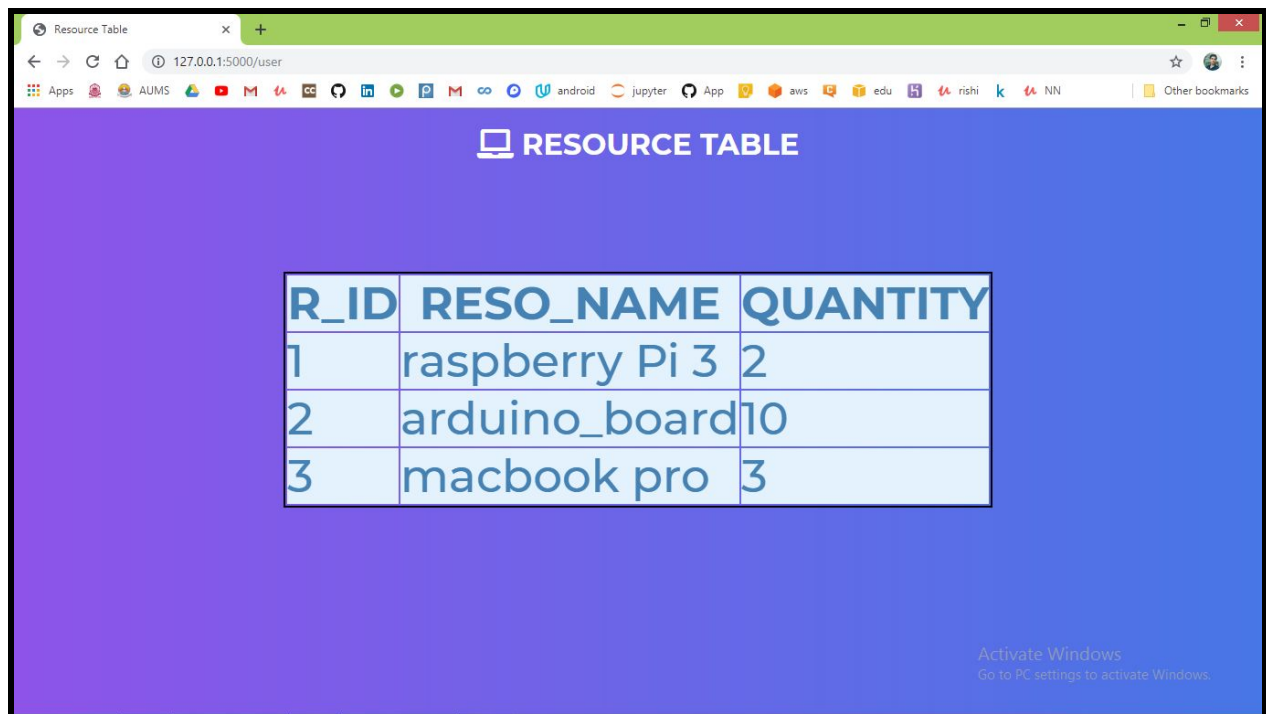 Resource Table
127.0.0.1:5000/user
Apps AUMS CC in P M android jupyter App aws edu rishi k NN Other bookmarks
RESOURCE TABLE
R_ID RESO_NAME QUANTITY
1 raspberry Pi 3 2
2 arduino_board 10
3 macbook pro 3
Activate Windows
Go to PC settings to activate Windows.